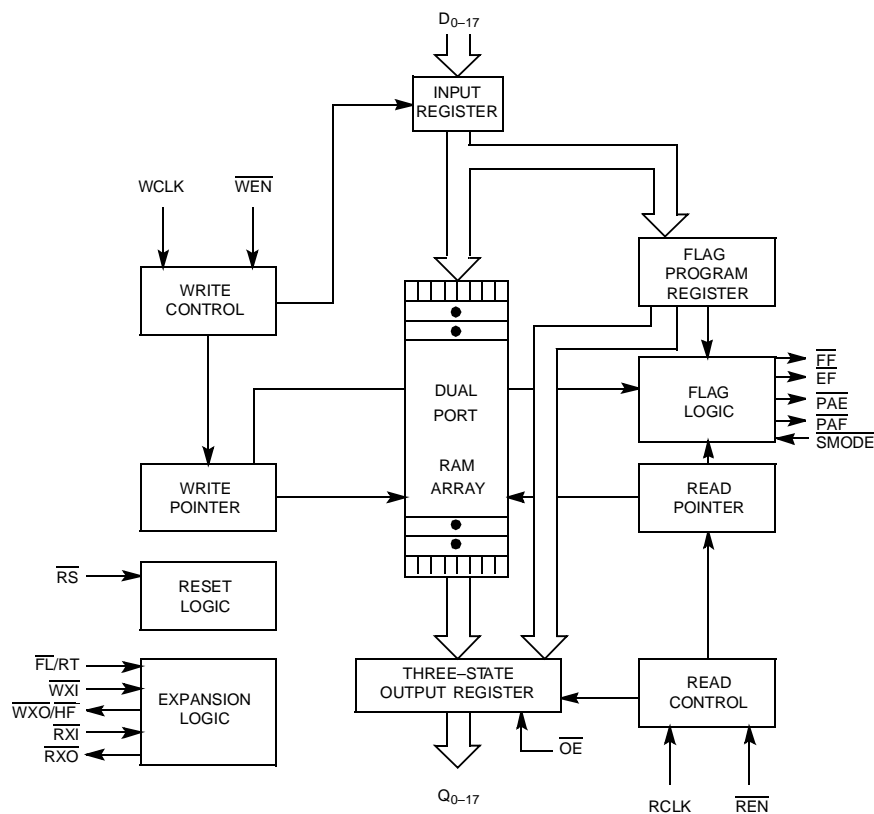 D0–17
INPUT
REGISTER
WCLK
WEN
FLAG
PROGRAM
REGISTER
WRITE
CONTROL
FF
EF
PAE
PAF
SMODE
FLAG
LOGIC
DUAL
PORT
RAM
ARRAY
WRITE
POINTER
READ
POINTER
RS
RESET
LOGIC
FL/RT
WXI
WXO/HF
RXI
RXO
EXPANSION
LOGIC
THREE–STATE
OUTPUT REGISTER
READ
CONTROL
OE
Q0–17
RCLK
REN